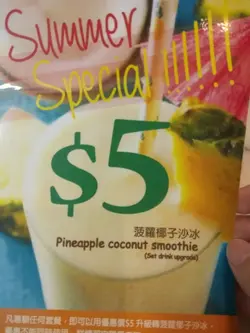 Summer
Special!!!!!!
$5
菠蘿椰子沙冰
Pineapple coconut smoothie
(Set drink upgrade)
凡惠顧任何套餐,即可以用優惠價$5 升級轉菠蘿椰子沙冰,